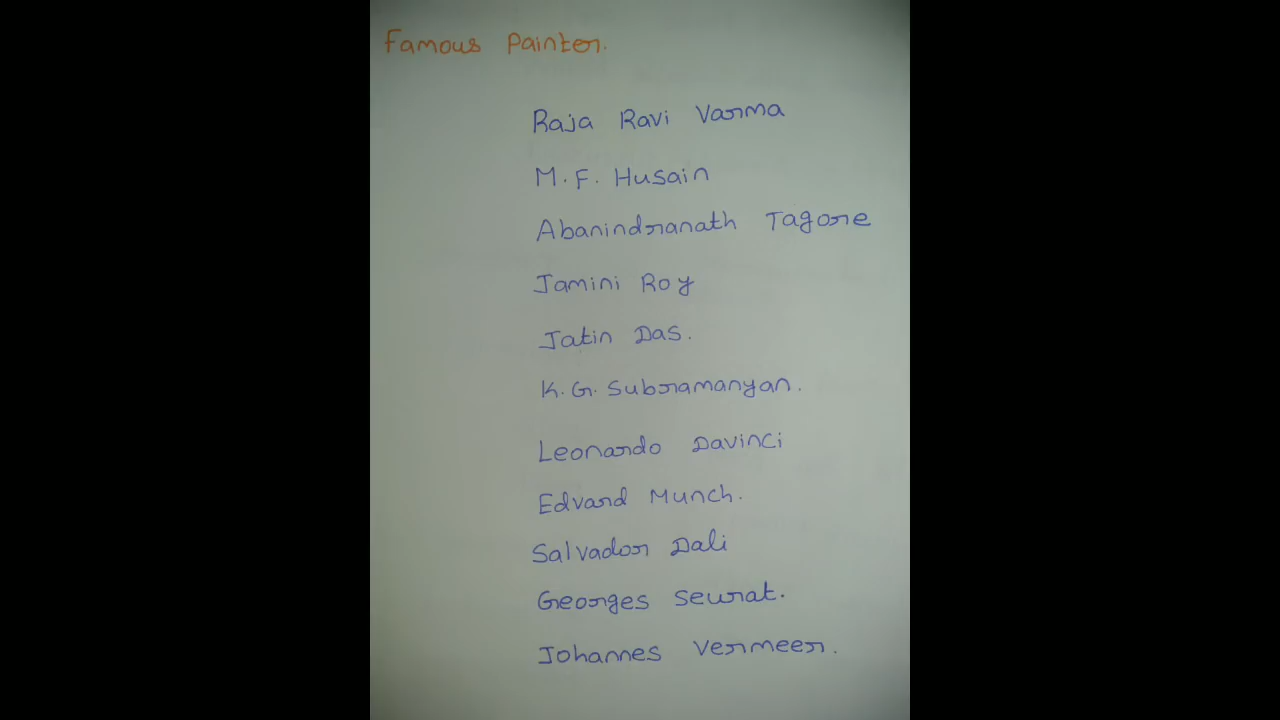 Famous Painter.
Raja Ravi Varma
M.F. Husain
Abanindranath Tagore
Jamini Roy
Jatin Das.
K.G. Subramanyan.
Leonardo Davinci
Edvard Munch.
Salvador Dali
Georges Seurat.
Johannes Vermeer.